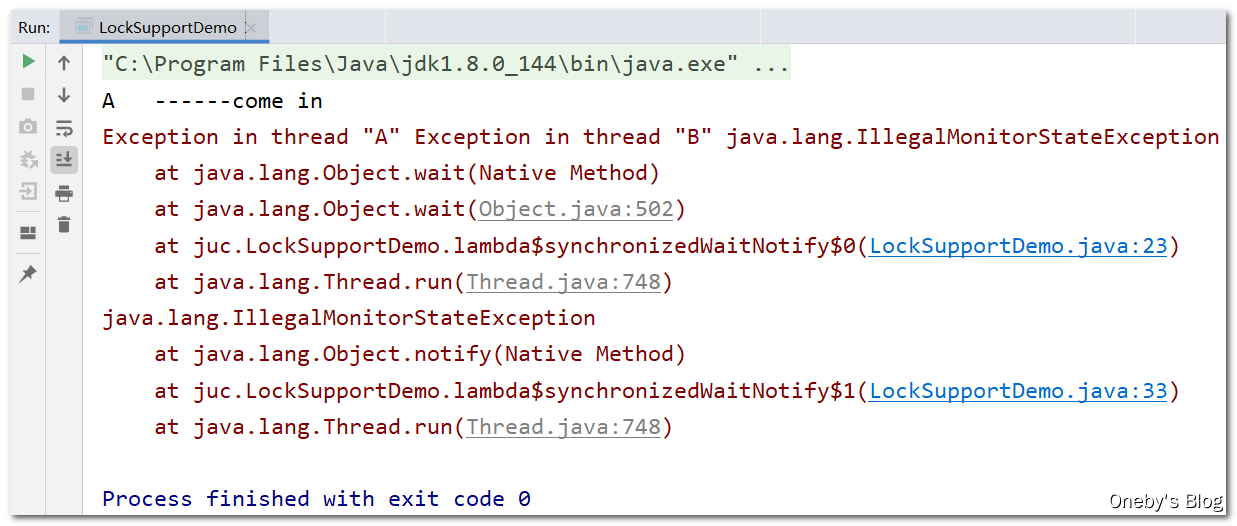 Run: LockSupportDemo
"C:\Program Files\Java\jdk1.8.0_144\bin\java.exe" ...
A   ------come in
Exception in thread "A" Exception in thread "B" java.lang.IllegalMonitorStateException
    at java.lang.Object.wait(Native Method)
    at java.lang.Object.wait(Object.java:502)
    at juc.LockSupportDemo.lambda$synchronizedWaitNotify$0(LockSupportDemo.java:23)
    at java.lang.Thread.run(Thread.java:748)
java.lang.IllegalMonitorStateException
    at java.lang.Object.notify(Native Method)
    at juc.LockSupportDemo.lambda$synchronizedWaitNotify$1(LockSupportDemo.java:33)
    at java.lang.Thread.run(Thread.java:748)
Process finished with exit code 0
Oneby's Blog